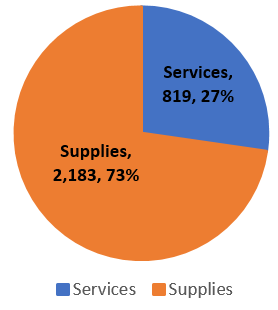 Services,
819, 27%
Supplies,
2,183, 73%
Services Supplies